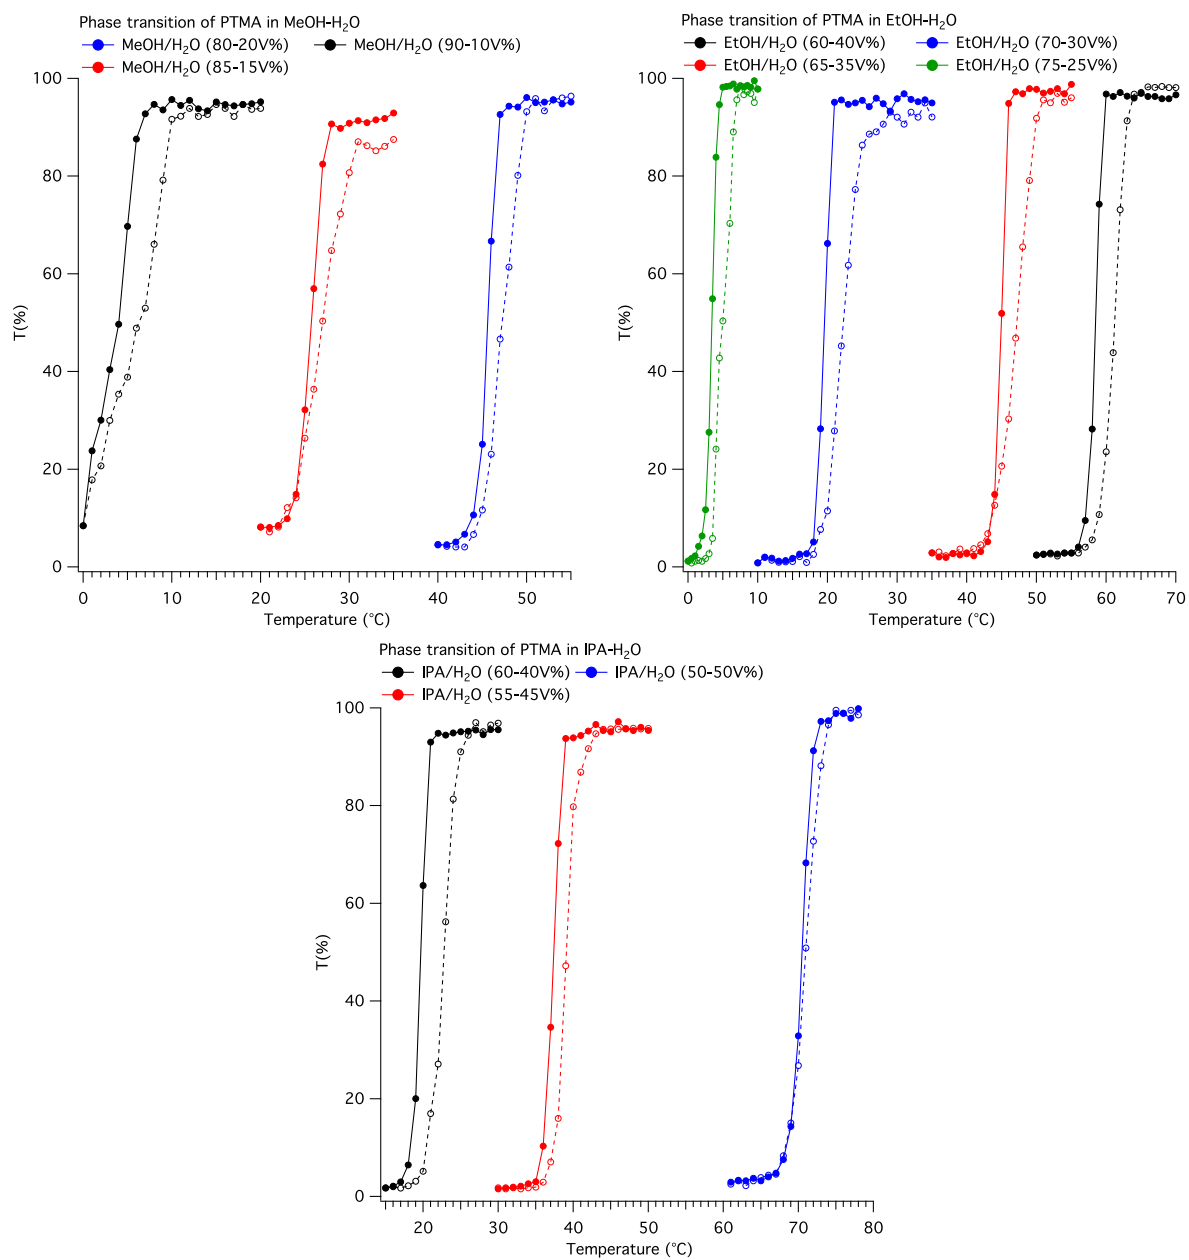 Phase transition of PTMA in MeOH-H₂O
MeOH/H₂O (80-20V%) MeOH/H₂O (90-10V%)
MeOH/H₂O (85-15V%)
100
80
60
40
20
0
T(%)
0 10 20 30 40 50
Temperature (°C)
Phase transition of PTMA in EtOH-H₂O
EtOH/H₂O (60-40V%) EtOH/H₂O (70-30V%)
EtOH/H₂O (65-35V%) EtOH/H₂O (75-25V%)
100
80
60
40
20
0
T(%)
0 10 20 30 40 50 60 70
Temperature (°C)
Phase transition of PTMA in IPA-H₂O
IPA/H₂O (60-40V%) IPA/H₂O (50-50V%)
IPA/H₂O (55-45V%)
100
80
60
40
20
0
T(%)
20 30 40 50 60 70 80
Temperature (°C)